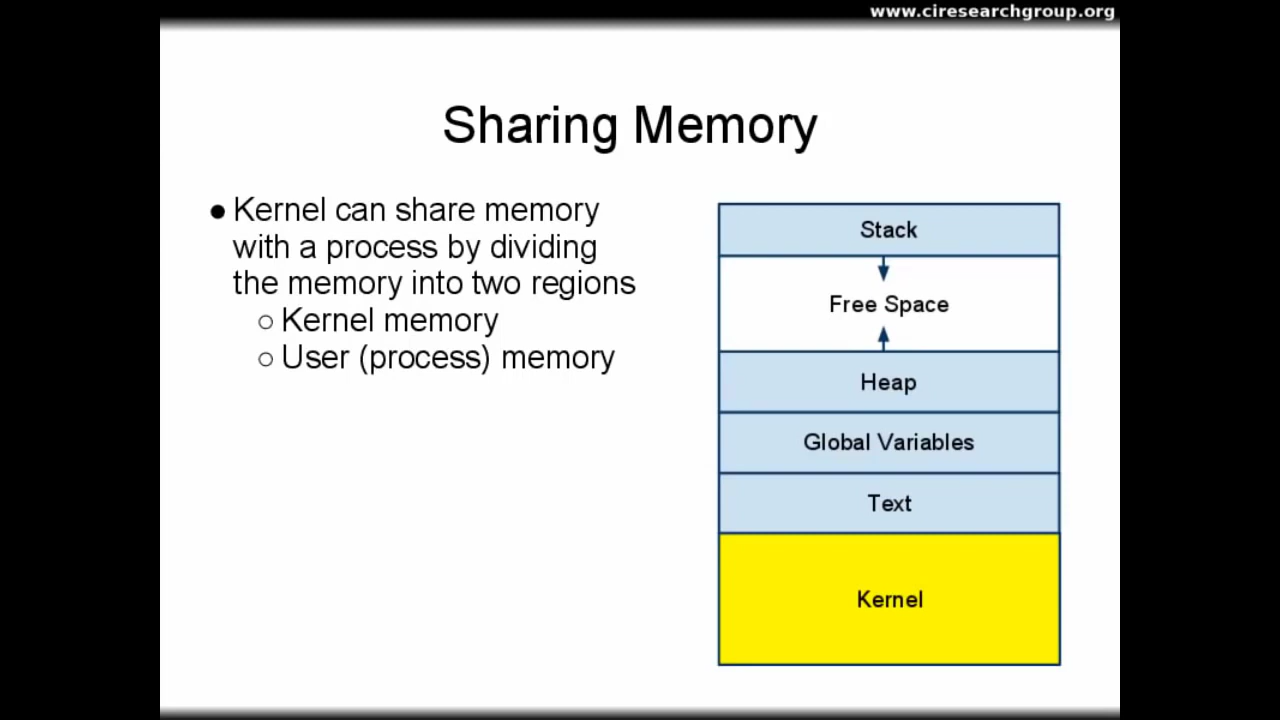 www.ciresearchgroup.org
Sharing Memory
● Kernel can share memory
with a process by dividing
the memory into two regions
○ Kernel memory
○ User (process) memory
Stack
Free Space
Heap
Global Variables
Text
Kernel